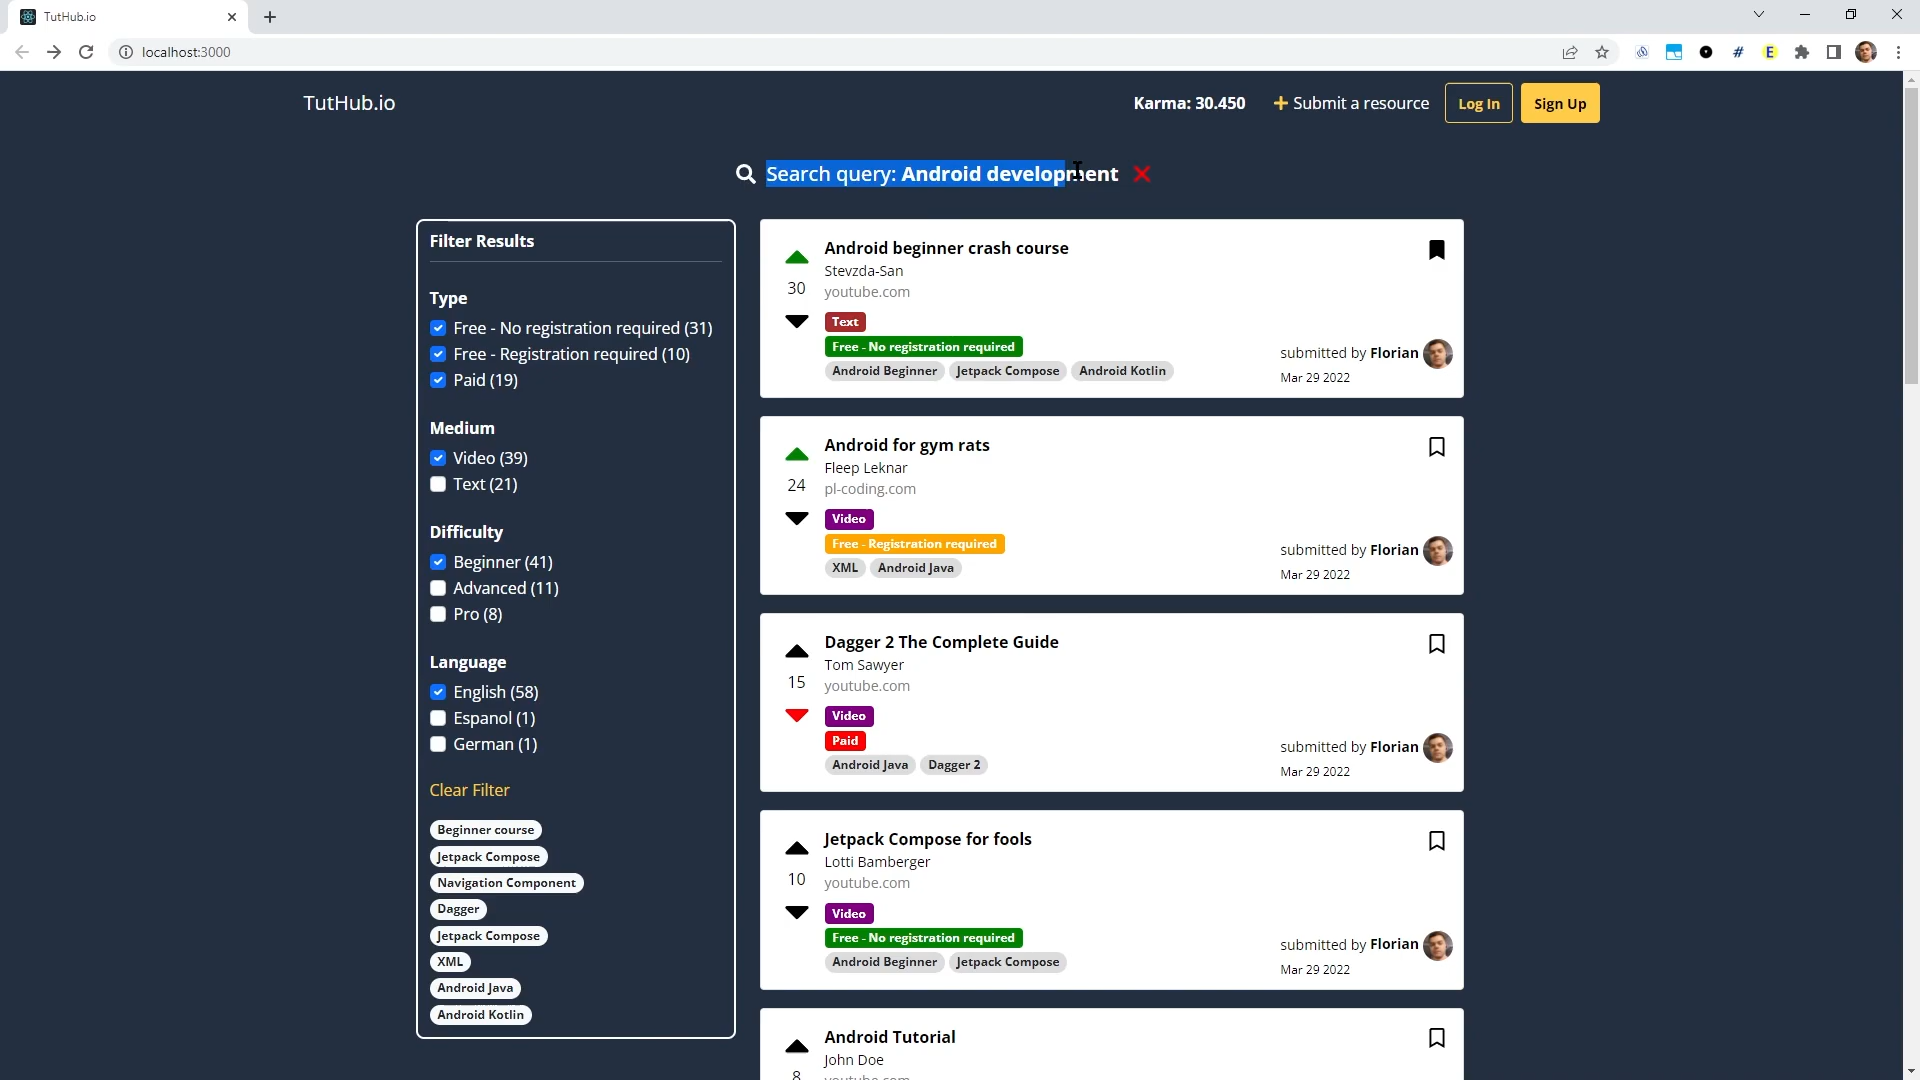 TutHub.io
localhost:3000
#
E
TutHub.io
Karma: 30.450
Submit a resource
Log In
Sign Up
Search query: Android development
Filter Results
Type
Free - No registration required (31)
Free - Registration required (10)
Paid (19)
Medium
Video (39)
Text (21)
Difficulty
Beginner (41)
Advanced (11)
Pro (8)
Language
English (58)
Espanol (1)
German (1)
Clear Filter
Beginner course
Jetpack Compose
Navigation Component
Dagger
Jetpack Compose
XML
Android Java
Android Kotlin
Android beginner crash course
Stevzda-San
30
youtube.com
Text
Free - No registration required
Android Beginner Jetpack Compose Android Kotlin
submitted by Florian
Mar 29 2022
Android for gym rats
Fleep Leknar
24
pl-coding.com
Video
Free - Registration required
XML Android Java
submitted by Florian
Mar 29 2022
Dagger 2 The Complete Guide
Tom Sawyer
15
youtube.com
Video
Paid
Android Java Dagger 2
submitted by Florian
Mar 29 2022
Jetpack Compose for fools
Lotti Bamberger
10
youtube.com
Video
Free - No registration required
Android Beginner Jetpack Compose
submitted by Florian
Mar 29 2022
Android Tutorial
John Doe
8
youtube.com